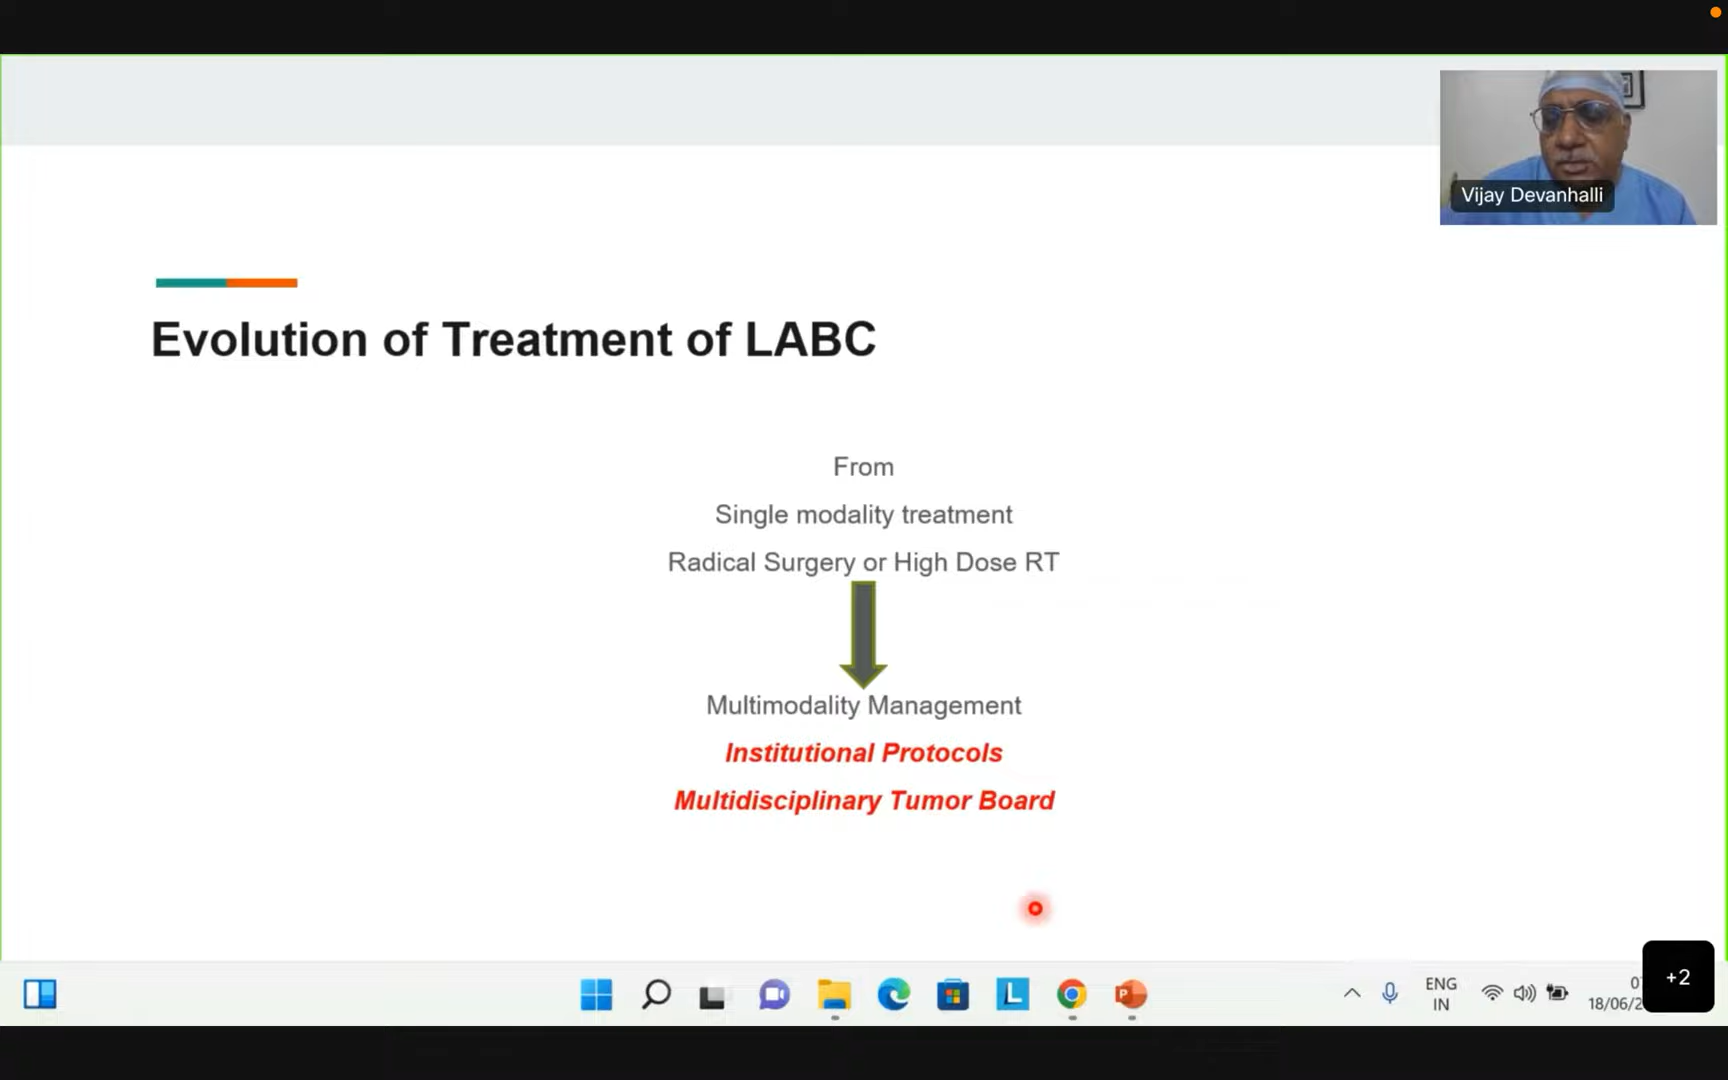 Vijay Devanhalli
Evolution of Treatment of LABC
From
Single modality treatment
Radical Surgery or High Dose RT
Multimodality Management
Institutional Protocols
Multidisciplinary Tumor Board
ENG
IN
18/06/2
+2